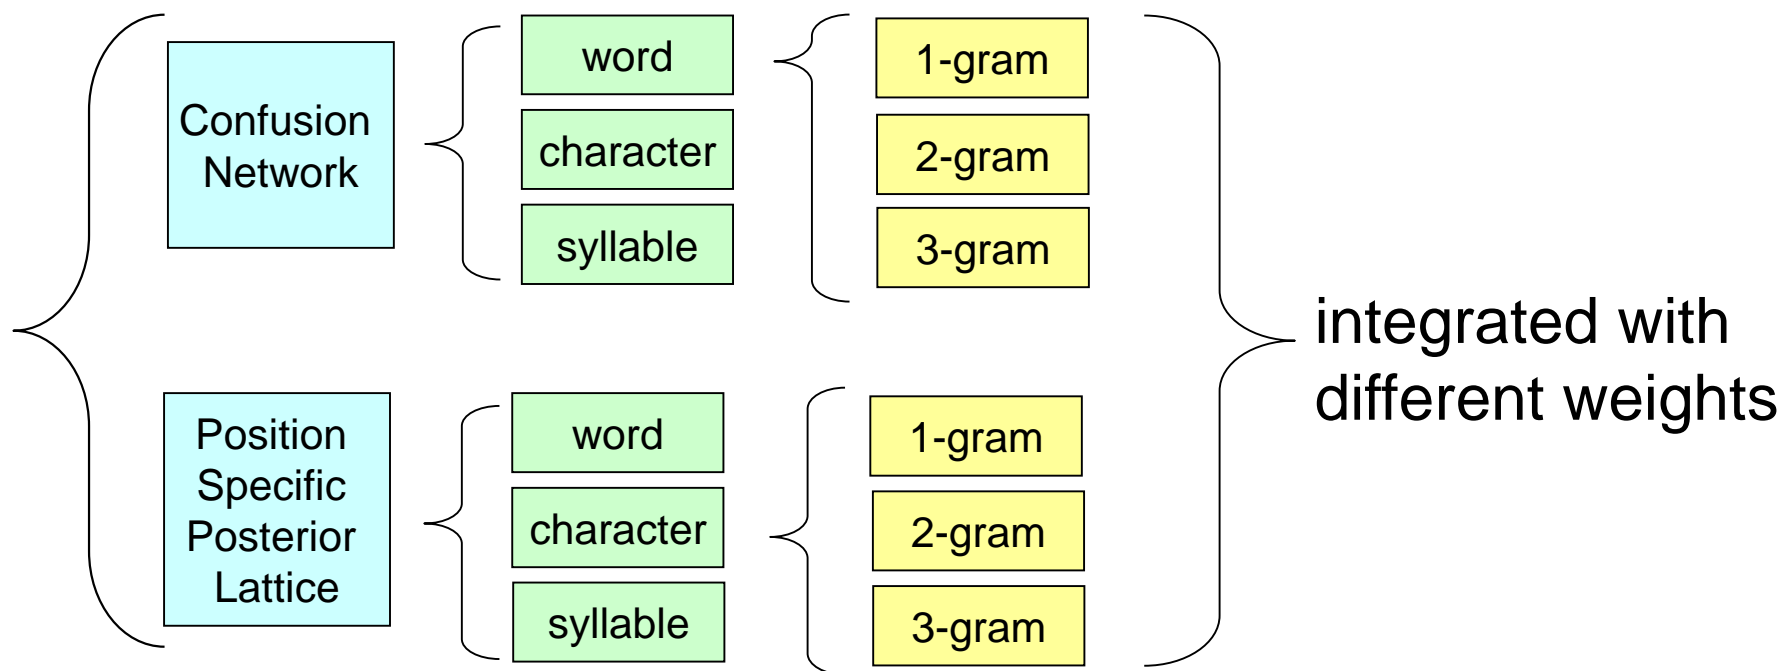 Confusion
Network
word
character
syllable
1-gram
2-gram
3-gram
Position
Specific
Posterior
Lattice
word
character
syllable
1-gram
2-gram
3-gram
integrated with
different weights